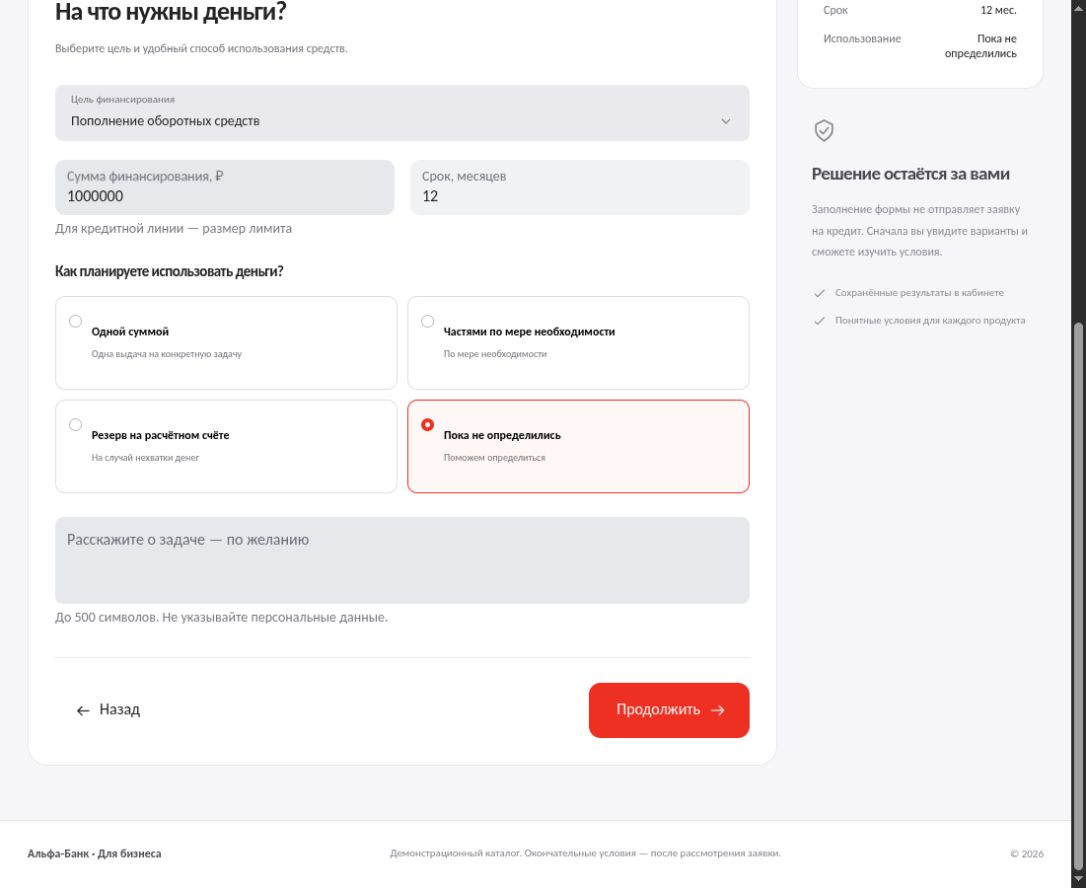 На что нужны деньги?
Выберите цель и удобный способ использования средств.
Цель финансирования
Пополнение оборотных средств
Сумма финансирования, ₽
1000000
Срок, месяцев
12
Для кредитной линии — размер лимита
Как планируете использовать деньги?
Одной суммой
Одна выдача на конкретную задачу
Частями по мере необходимости
По мере необходимости
Резерв на расчётном счёте
На случай нехватки денег
Пока не определились
Поможем определиться
Расскажите о задаче — по желанию
До 500 символов. Не указывайте персональные данные.
← Назад
Продолжить →
Срок
12 мес.
Использование
Пока не
определились
Решение остаётся за вами
Заполнение формы не отправляет заявку
на кредит. Сначала вы увидите варианты и
сможете изучить условия.
Сохранённые результаты в кабинете
Понятные условия для каждого продукта
Альфа-Банк · Для бизнеса
Демонстрационный каталог. Окончательные условия — после рассмотрения заявки.
© 2026